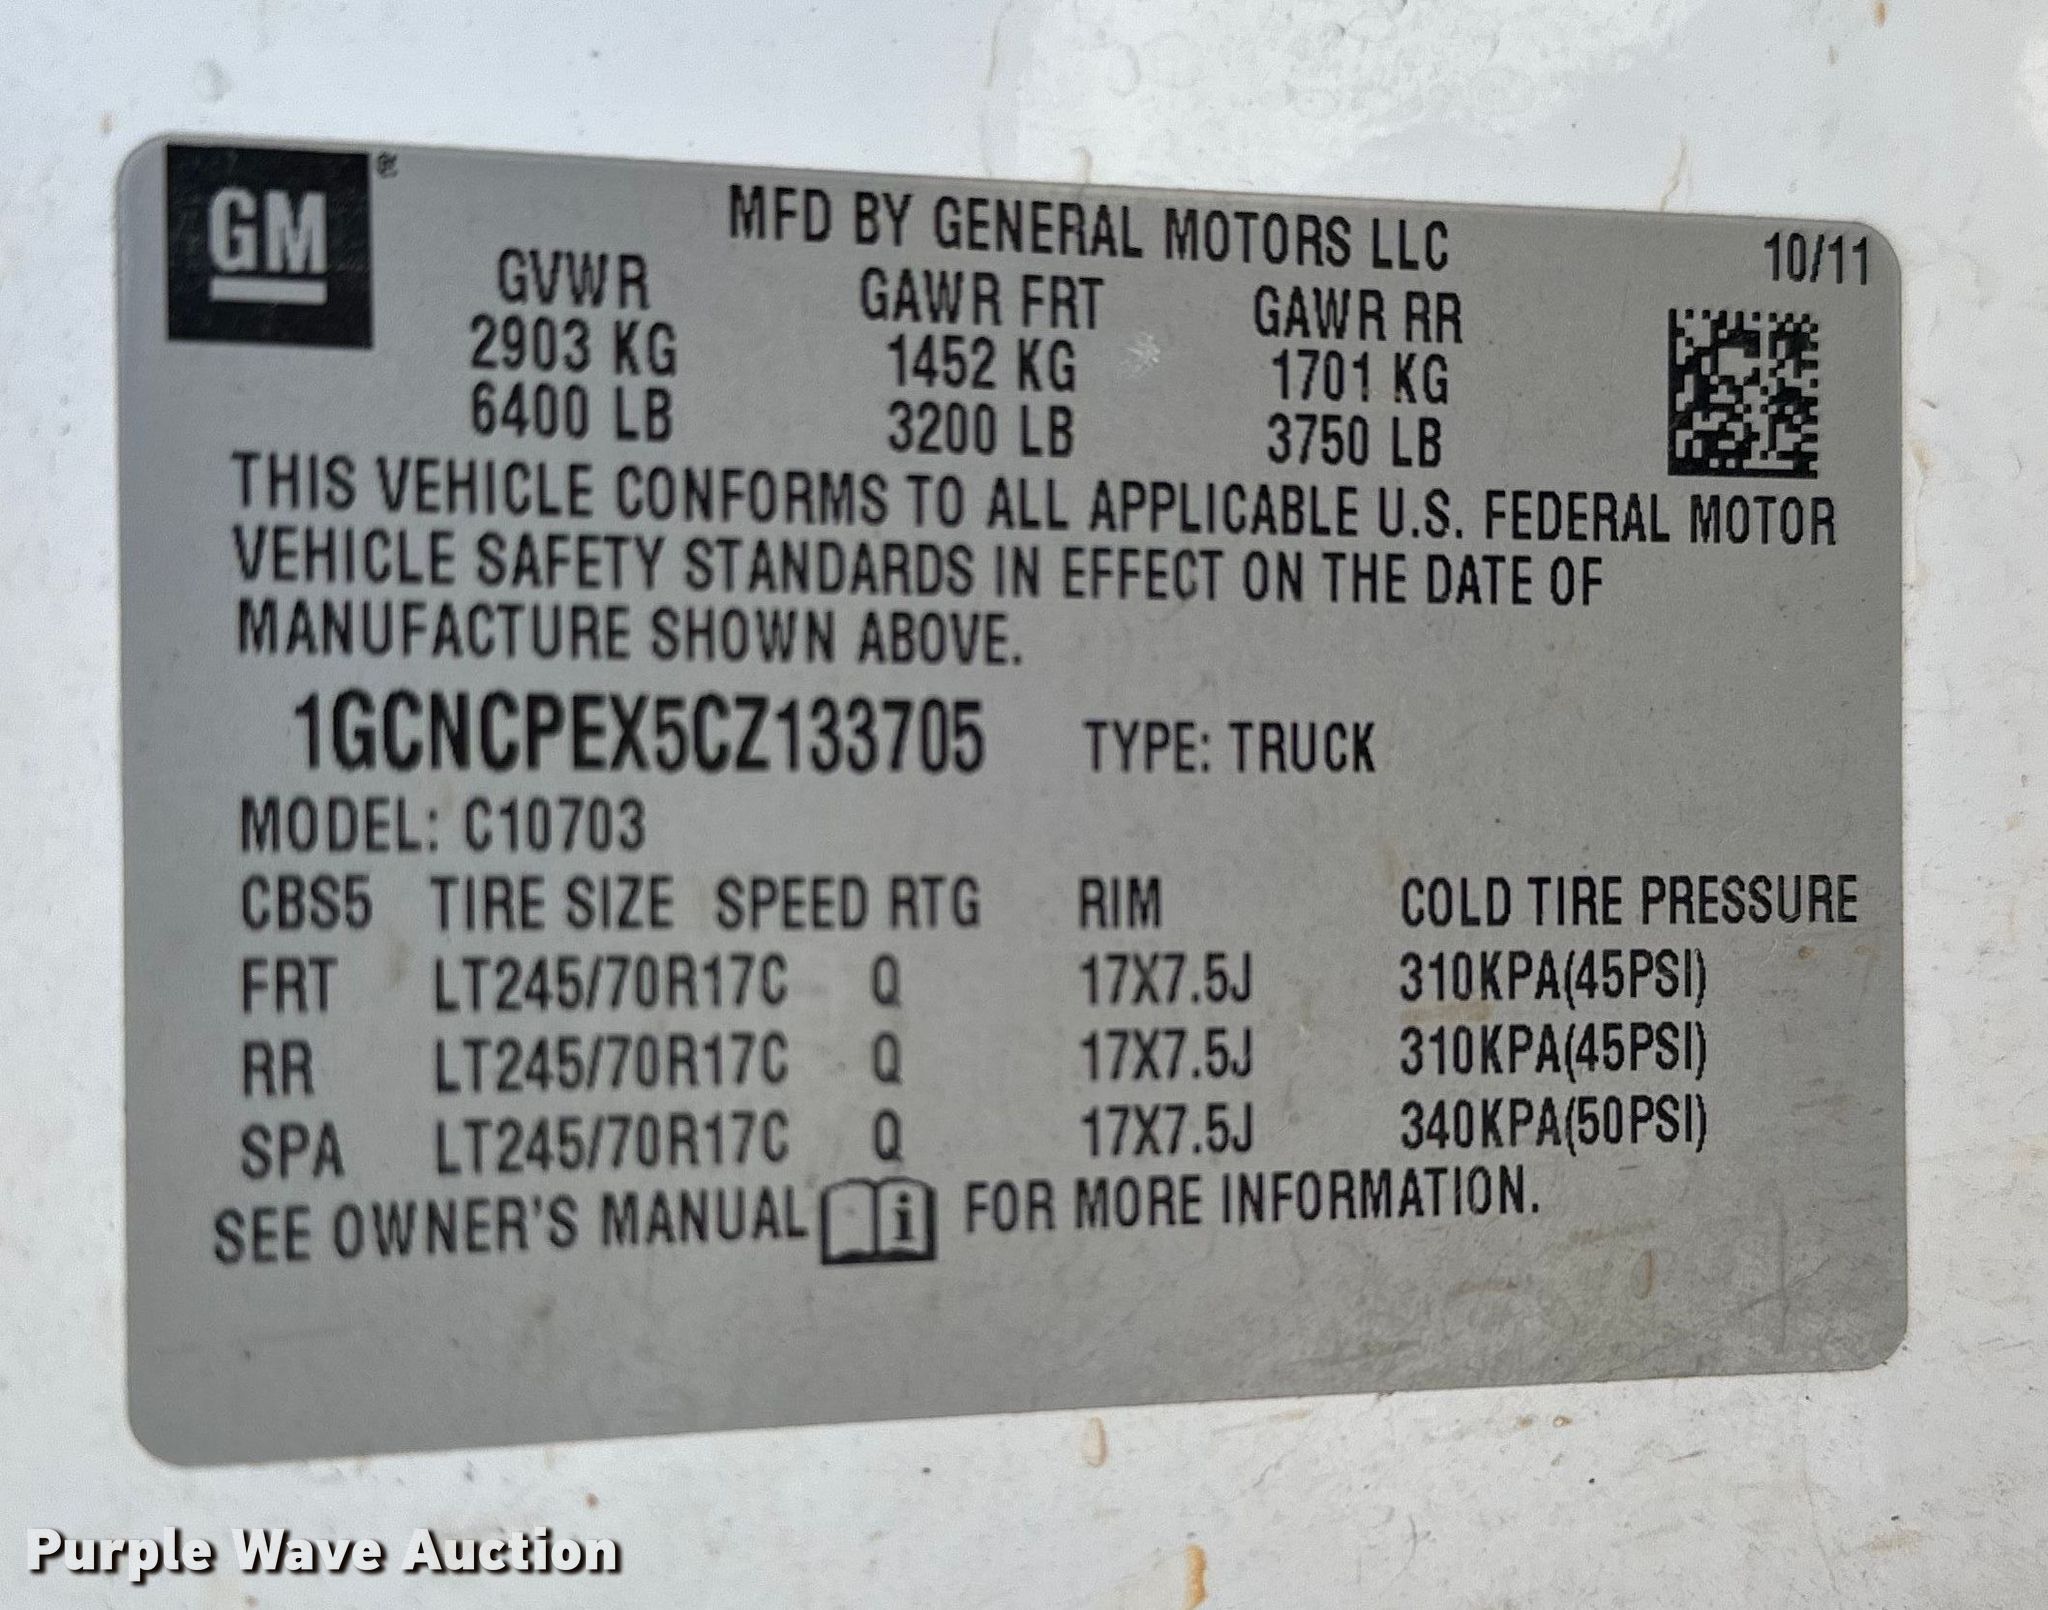 GM
MFD BY GENERAL MOTORS LLC 10/11
GVWR GAWR FRT GAWR RR
2903 KG 1452 KG 1701 KG
6400 LB 3200 LB 3750 LB
THIS VEHICLE CONFORMS TO ALL APPLICABLE U.S. FEDERAL MOTOR
VEHICLE SAFETY STANDARDS IN EFFECT ON THE DATE OF
MANUFACTURE SHOWN ABOVE.
1GCNCPEX5CZ133705 TYPE: TRUCK
MODEL: C10703
CBS5 TIRE SIZE SPEED RTG RIM COLD TIRE PRESSURE
FRT LT245/70R17C Q 17X7.5J 310KPA(45PSI)
RR LT245/70R17C Q 17X7.5J 310KPA(45PSI)
SPA LT245/70R17C Q 17X7.5J 340KPA(50PSI)
SEE OWNER'S MANUAL i FOR MORE INFORMATION.
Purple Wave Auction